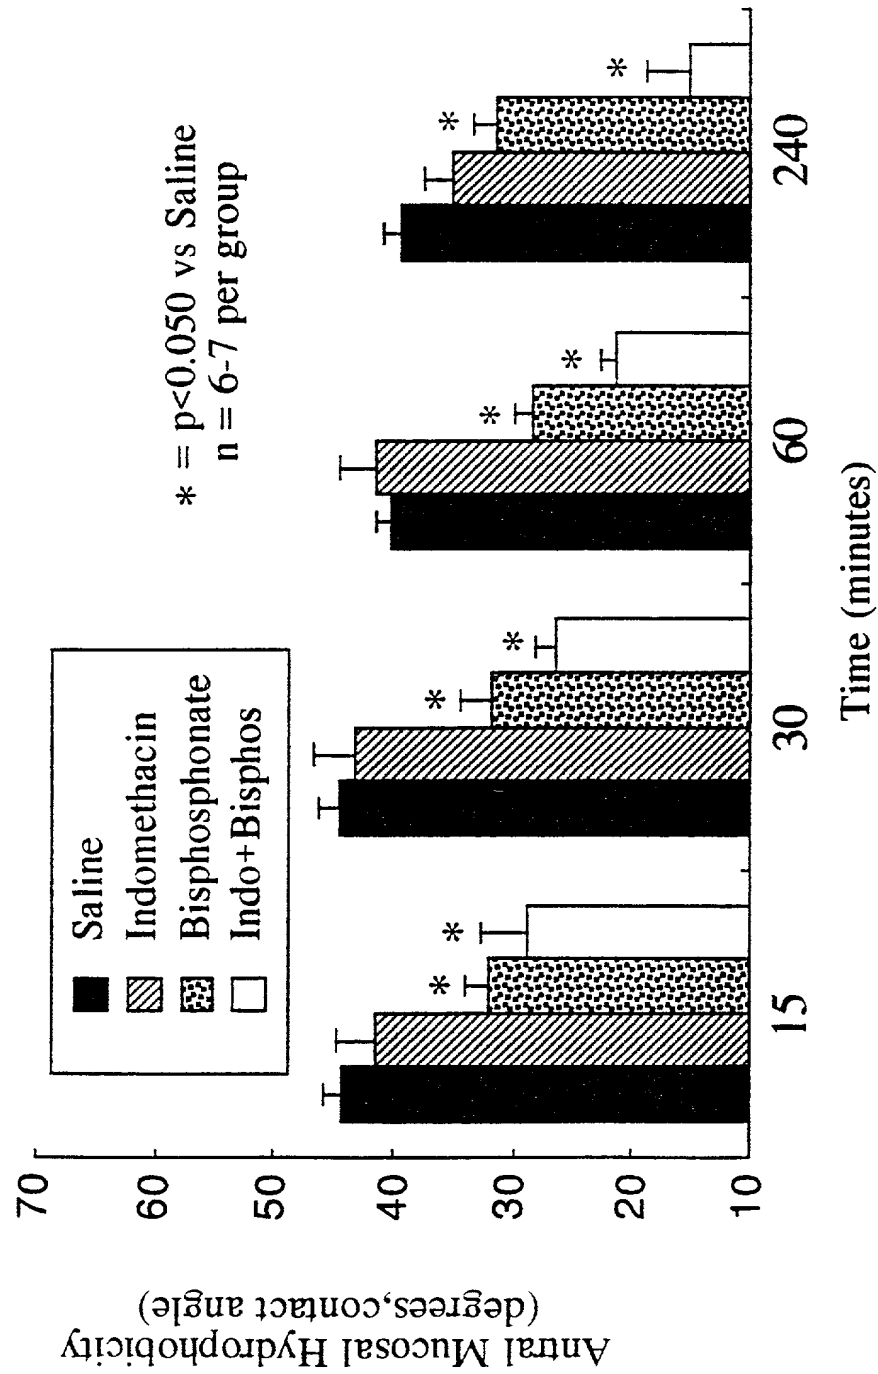 Antral Mucosal Hydrophobicity
(degrees,contact angle)
70
60
50
40
30
20
10
Saline
Indomethacin
Bisphosphonate
Indo+Bisphos
* = p<0.050 vs Saline
n = 6-7 per group
* *
* *
* *
* *
15 30 60 240
Time (minutes)